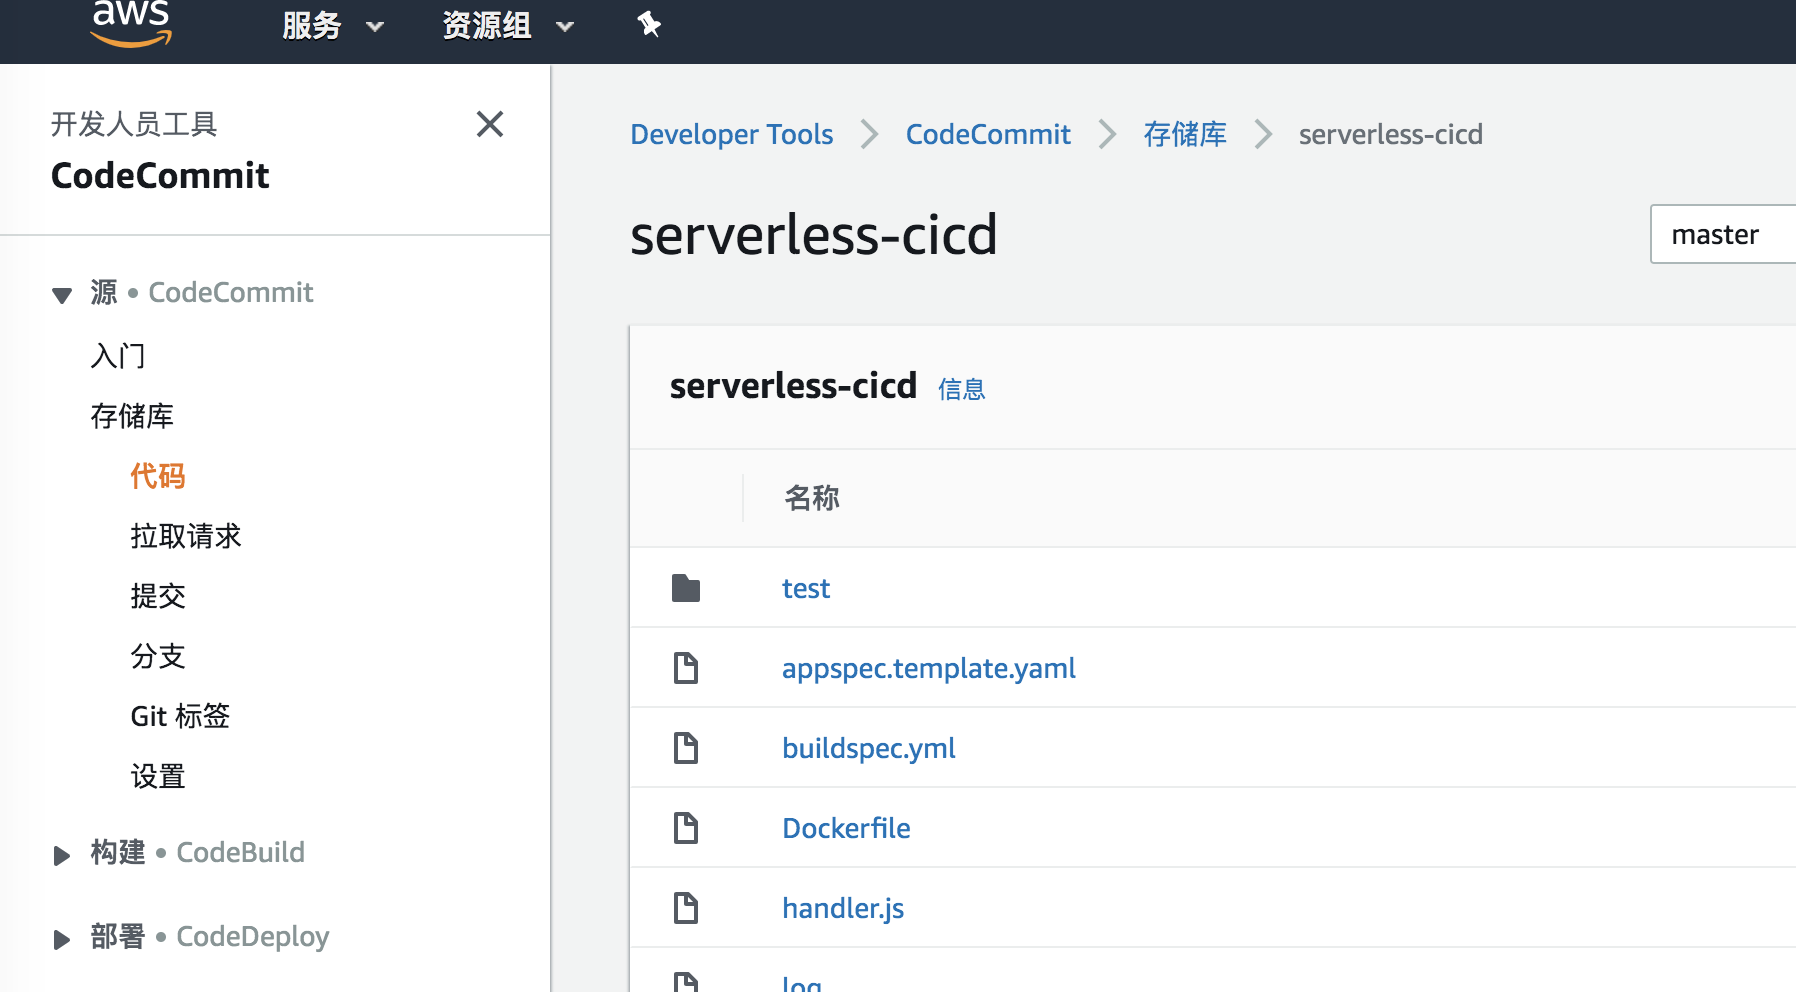 aws 服务 资源组
开发人员工具
CodeCommit
源 • CodeCommit
入门
存储库
代码
拉取请求
提交
分支
Git 标签
设置
构建 • CodeBuild
部署 • CodeDeploy
Developer Tools > CodeCommit > 存储库 > serverless-cicd
serverless-cicd
master
serverless-cicd 信息
名称
test
appspec.template.yaml
buildspec.yml
Dockerfile
handler.js
log